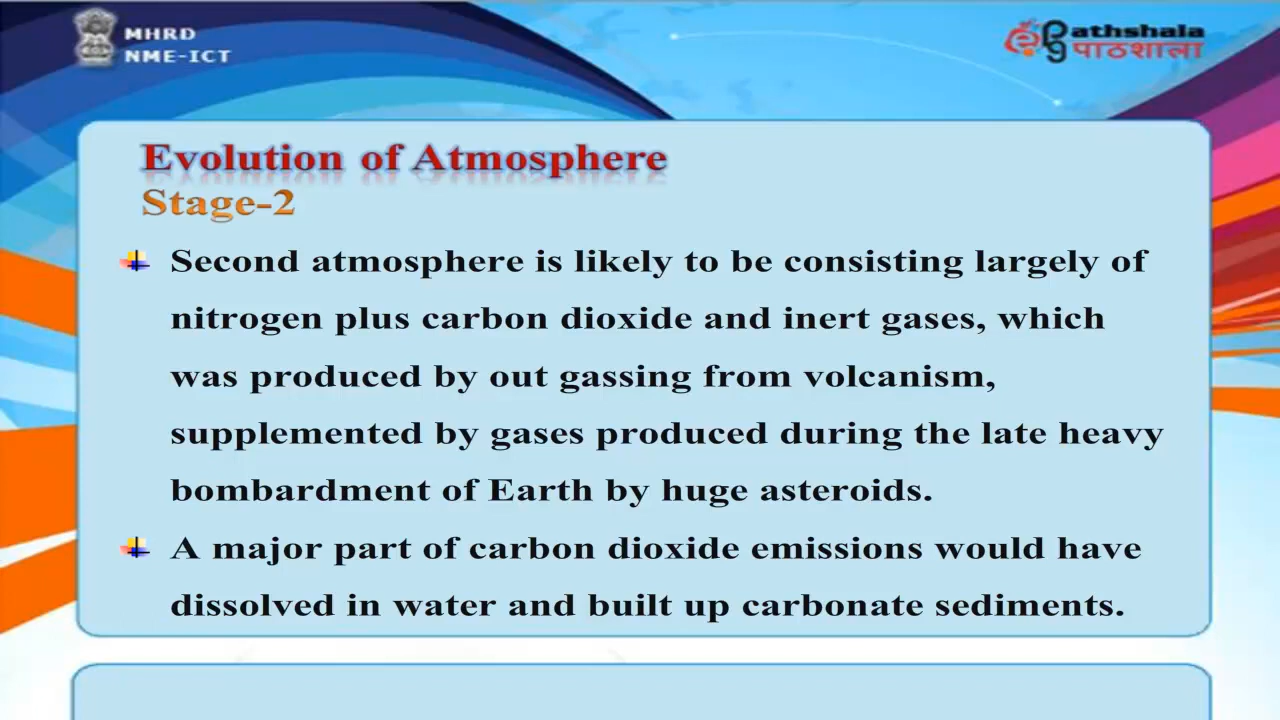 MHRD
NME-ICT
ePathshala
पाठशाला
Evolution of Atmosphere
Stage-2
Second atmosphere is likely to be consisting largely of
nitrogen plus carbon dioxide and inert gases, which
was produced by out gassing from volcanism,
supplemented by gases produced during the late heavy
bombardment of Earth by huge asteroids.
A major part of carbon dioxide emissions would have
dissolved in water and built up carbonate sediments.